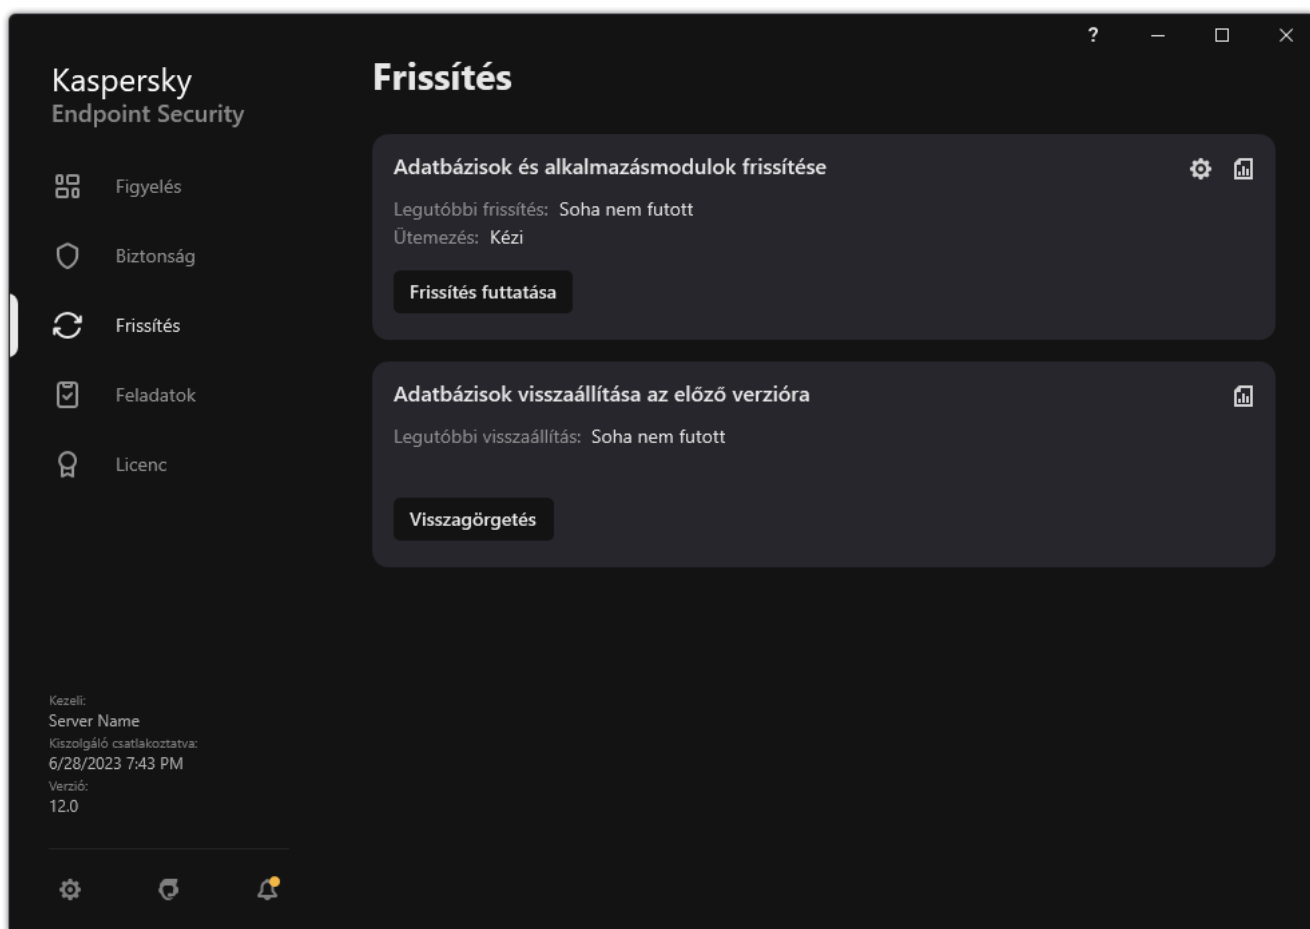 ?
Kaspersky
Endpoint Security
Figyelés
Biztonság
Frissítés
Feladatok
Licenc
Kezeli:
Server Name
Kiszolgáló csatlakoztatva:
6/28/2023 7:43 PM
Verzió:
12.0
Frissítés
Adatbázisok és alkalmazásmodulok frissítése
Legutóbbi frissítés: Soha nem futott
Ütemezés: Kézi
Frissítés futtatása
Adatbázisok visszaállítása az előző verzióra
Legutóbbi visszaállítás: Soha nem futott
Visszagörgetés